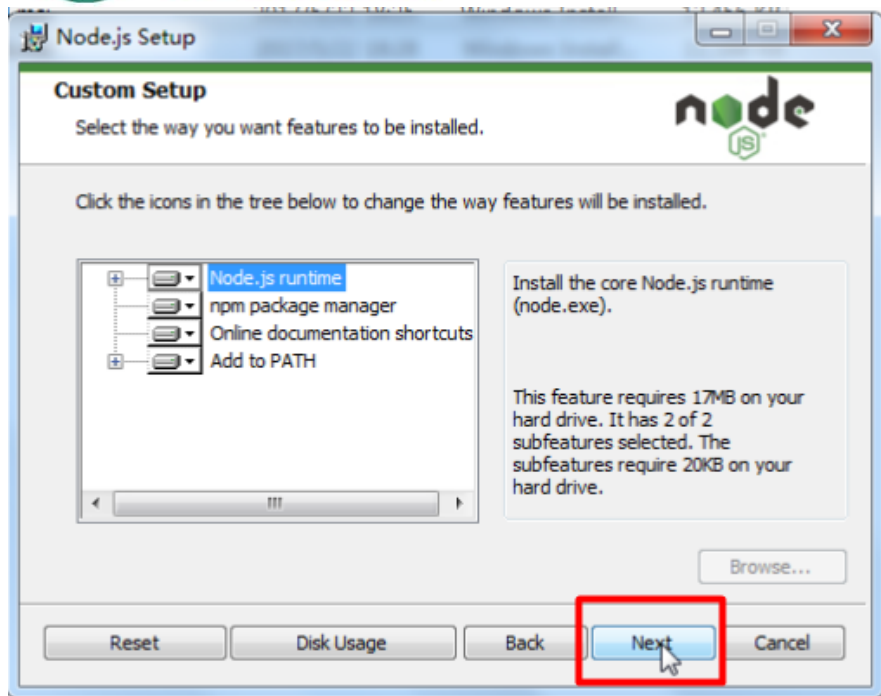 Node.js Setup
Custom Setup
Select the way you want features to be installed.
node
JS
Click the icons in the tree below to change the way features will be installed.
Node.js runtime
npm package manager
Online documentation shortcuts
Add to PATH
Install the core Node.js runtime
(node.exe).
This feature requires 17MB on your
hard drive. It has 2 of 2
subfeatures selected. The
subfeatures require 20KB on your
hard drive.
Browse...
Reset
Disk Usage
Back
Next
Cancel